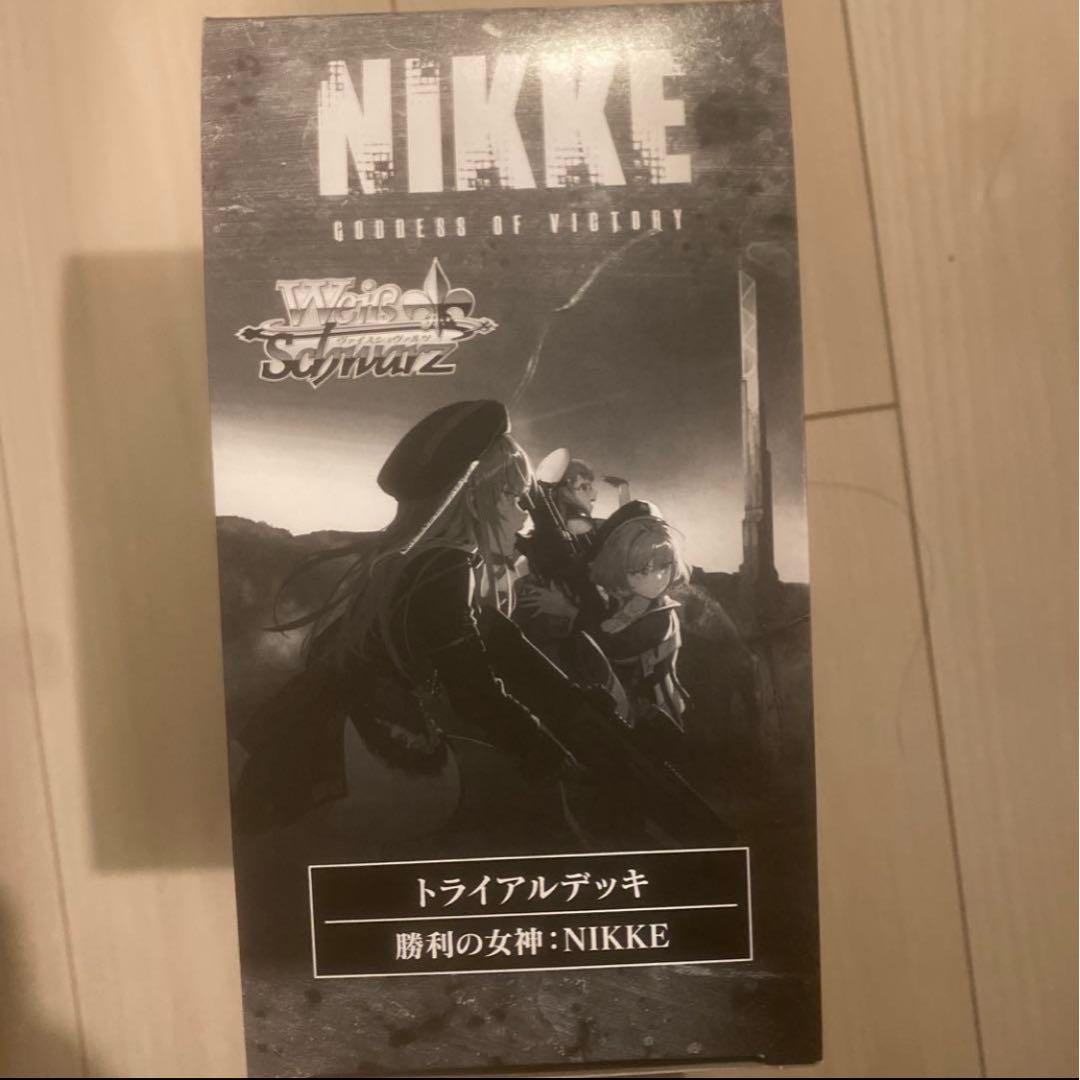 NIKKE
GODDESS OF VICTORY
Weiß
ヴァイスシュヴァルツ
Schwarz
トライアルデッキ
勝利の女神：NIKKE